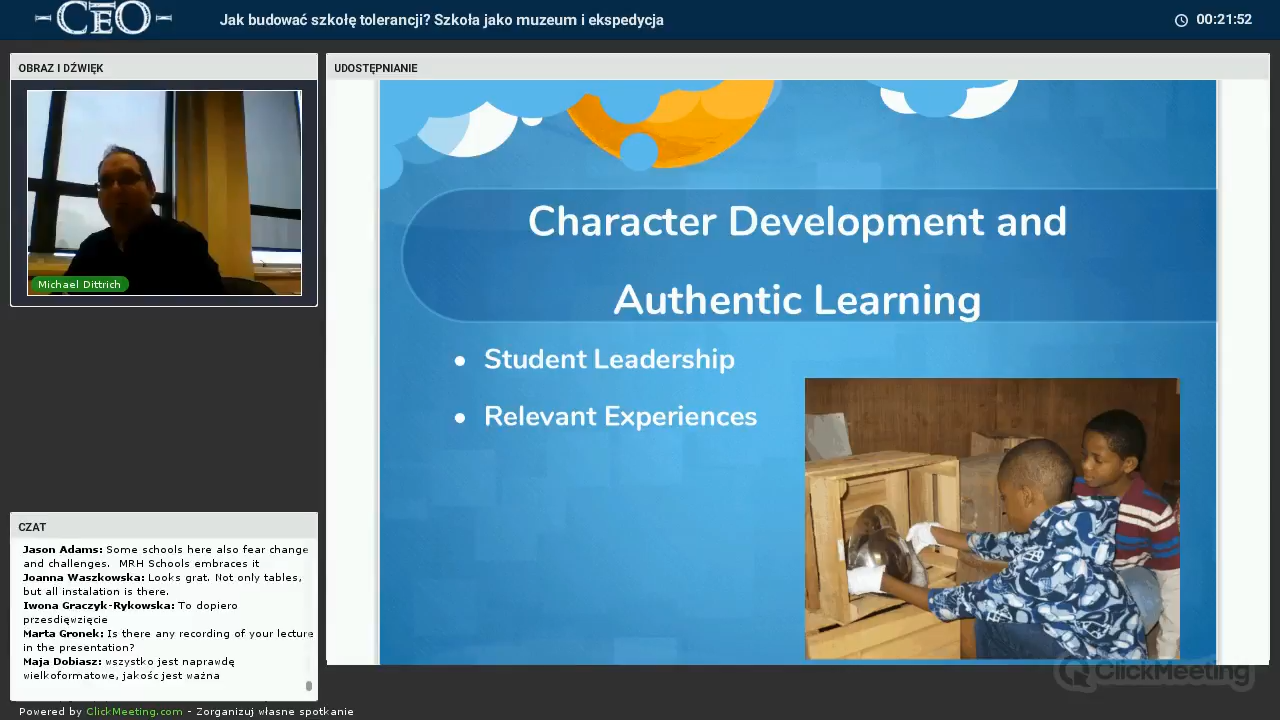 CEO
Jak budować szkołę tolerancji? Szkoła jako muzeum i ekspedycja
00:21:52
OBRAZ I DŹWIĘK
Michael Dittrich
UDOSTĘPNIANIE
Character Development and
Authentic Learning
• Student Leadership
• Relevant Experiences
CZAT
Jason Adams: Some schools here also fear change
and challenges. MRH Schools embraces it
Joanna Waszkowska: Looks grat. Not only tables,
but all instalation is there.
Iwona Graczyk-Rykowska: To dopiero
przesdięwzięcie
Marta Gronek: Is there any recording of your lecture
in the presentation?
Maja Dobiasz: wszystko jest naprawdę
wielkoformatowe, jakośc jest ważna
ClickMeeting
Powered by ClickMeeting.com - Zorganizuj własne spotkanie